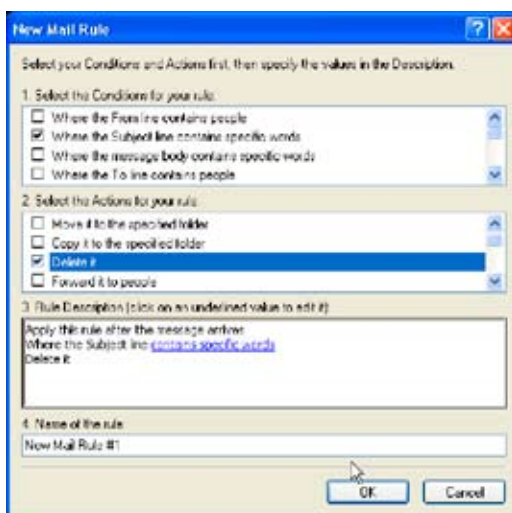 New Mail Rule
Select your Conditions and Actions first, then specify the values in the Description.
1. Select the Conditions for your rule:
Where the From line contains people
Where the Subject line contains specific words
Where the message body contains specific words
Where the To line contains people
2. Select the Actions for your rule:
Move it to the specified folder
Copy it to the specified folder
Delete it
Forward it to people
3. Rule Description (click on an underlined value to edit it):
Apply this rule after the message arrives
Where the Subject line contains specific words
Delete it
4. Name of the rule:
New Mail Rule #1
OK Cancel